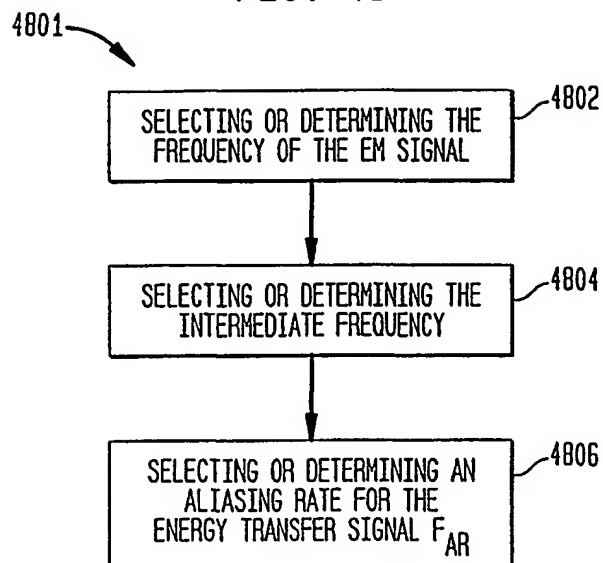 4801
4802
SELECTING OR DETERMINING THE
FREQUENCY OF THE EM SIGNAL
4804
SELECTING OR DETERMINING THE
INTERMEDIATE FREQUENCY
4806
SELECTING OR DETERMINING AN
ALIASING RATE FOR THE
ENERGY TRANSFER SIGNAL FAR